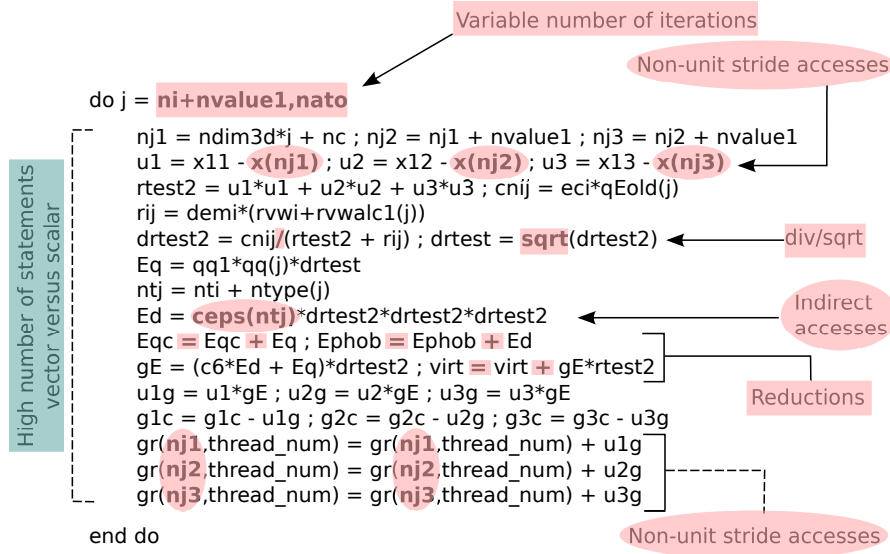 Variable number of iterations
Non-unit stride accesses
do j = ni+nvalue1,nato
nj1 = ndim3d*j + nc ; nj2 = nj1 + nvalue1 ; nj3 = nj2 + nvalue1
u1 = x11 - x(nj1) ; u2 = x12 - x(nj2) ; u3 = x13 - x(nj3)
rtest2 = u1*u1 + u2*u2 + u3*u3 ; cnij = eci*qEold(j)
rij = demi*(rvwi+rvwalc1(j))
drtest2 = cnij/(rtest2 + rij) ; drtest = sqrt(drtest2)
div/sqrt
Eq = qq1*qq(j)*drtest
ntj = nti + ntype(j)
Ed = ceps(ntj)*drtest2*drtest2*drtest2
Indirect
accesses
Eqc = Eqc + Eq ; Ephob = Ephob + Ed
gE = (c6*Ed + Eq)*drtest2 ; virt = virt + gE*rtest2
Reductions
u1g = u1*gE ; u2g = u2*gE ; u3g = u3*gE
g1c = g1c - u1g ; g2c = g2c - u2g ; g3c = g3c - u3g
gr(nj1,thread_num) = gr(nj1,thread_num) + u1g
gr(nj2,thread_num) = gr(nj2,thread_num) + u2g
gr(nj3,thread_num) = gr(nj3,thread_num) + u3g
end do
Non-unit stride accesses
High number of statements
vector versus scalar